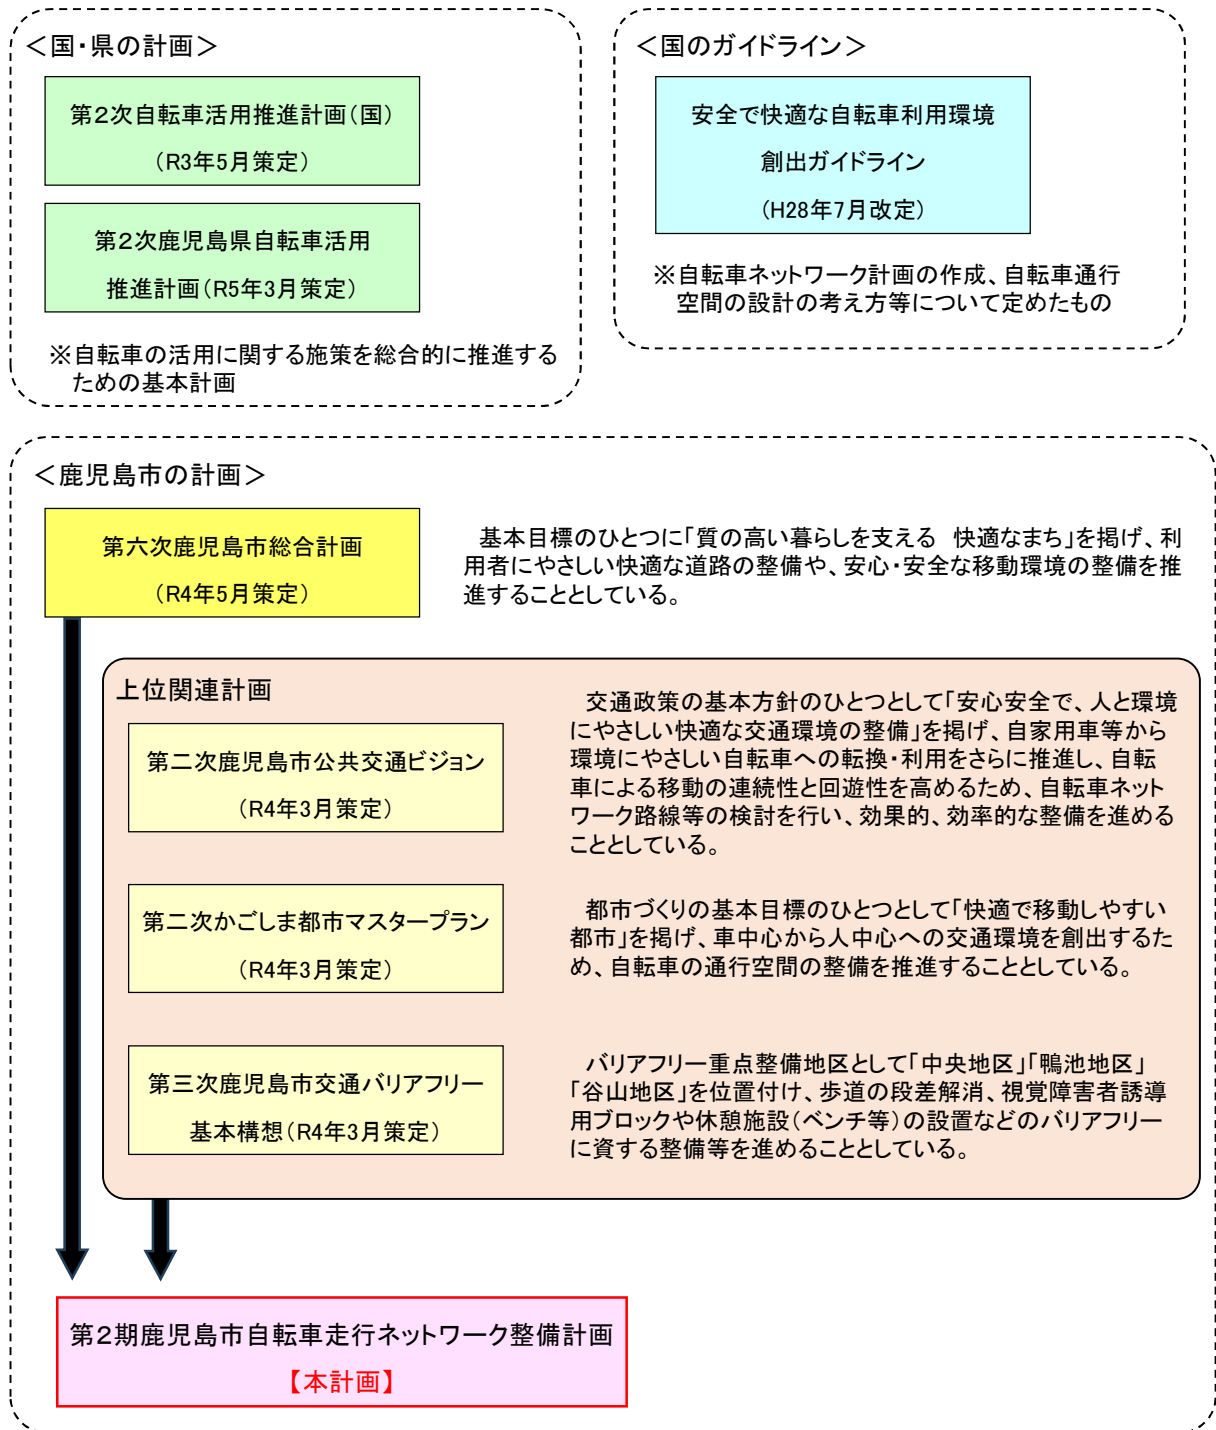 ＜国・県の計画＞
第２次自転車活用推進計画（国）
（R3年5月策定）
第２次鹿児島県自転車活用
推進計画（R5年3月策定）
※自転車の活用に関する施策を総合的に推進する
ための基本計画
＜国のガイドライン＞
安全で快適な自転車利用環境
創出ガイドライン
（H28年7月改定）
※自転車ネットワーク計画の作成、自転車通行
空間の設計の考え方等について定めたもの
＜鹿児島市の計画＞
第六次鹿児島市総合計画
（R4年5月策定）
基本目標のひとつに「質の高い暮らしを支える　快適なまち」を掲げ、利
用者にやさしい快適な道路の整備や、安心・安全な移動環境の整備を推
進することとしている。
上位関連計画
第二次鹿児島市公共交通ビジョン
（R4年3月策定）
交通政策の基本方針のひとつとして「安心安全で、人と環境
にやさしい快適な交通環境の整備」を掲げ、自家用車等から
環境にやさしい自転車への転換・利用をさらに推進し、自転
車による移動の連続性と回遊性を高めるため、自転車ネット
ワーク路線等の検討を行い、効果的、効率的な整備を進める
こととしている。
第二次かごしま都市マスタープラン
（R4年3月策定）
都市づくりの基本目標のひとつとして「快適で移動しやすい
都市」を掲げ、車中心から人中心への交通環境を創出するた
め、自転車の通行空間の整備を推進することとしている。
第三次鹿児島市交通バリアフリー
基本構想（R4年3月策定）
バリアフリー重点整備地区として「中央地区」「鴨池地区」
「谷山地区」を位置付け、歩道の段差解消、視覚障害者誘導
用ブロックや休憩施設（ベンチ等）の設置などのバリアフリー
に資する整備等を進めることとしている。
第２期鹿児島市自転車走行ネットワーク整備計画
【本計画】